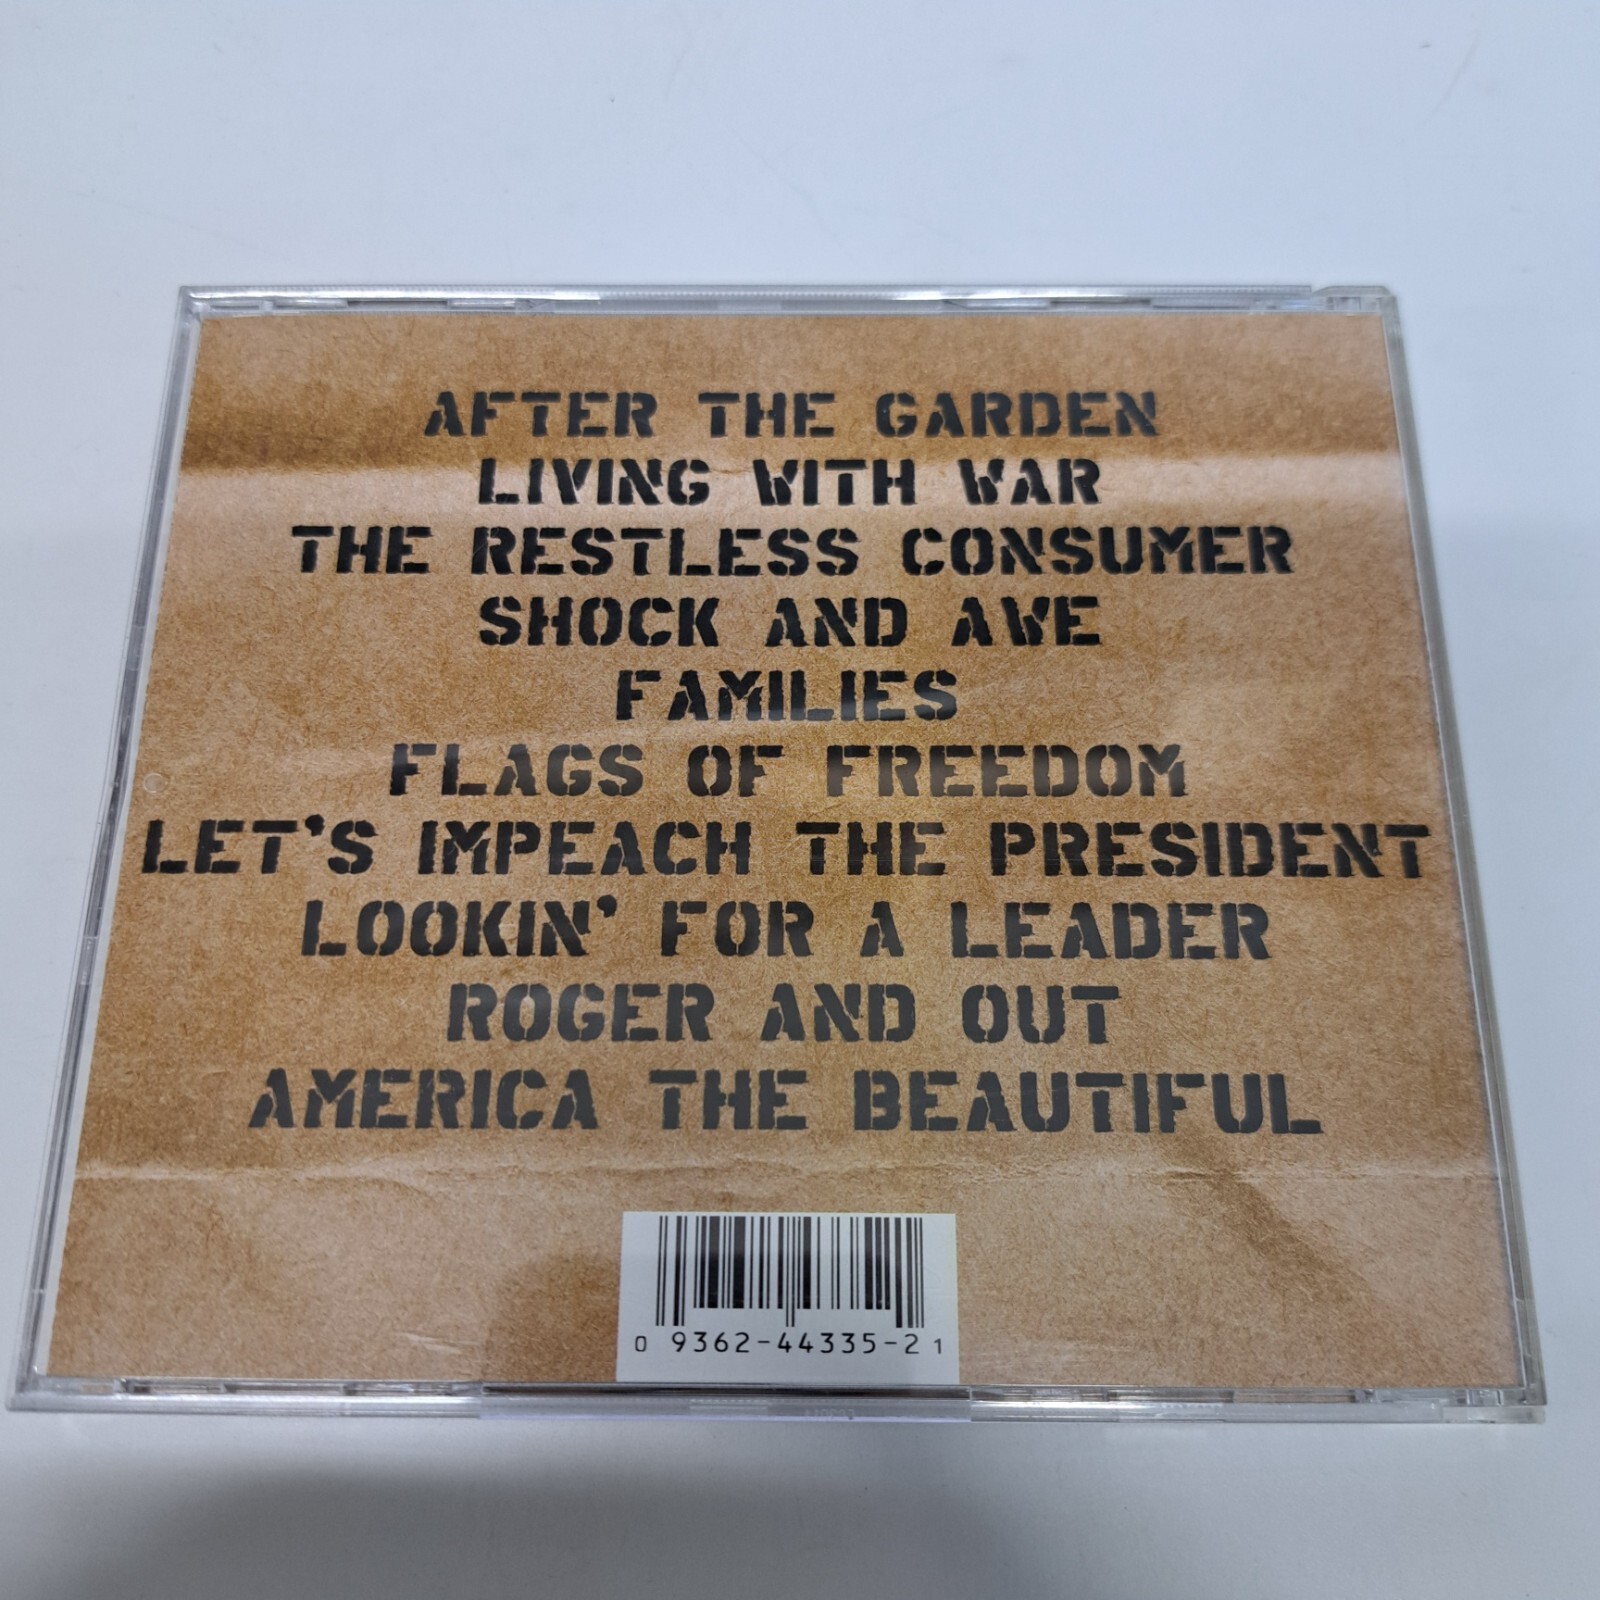 AFTER THE GARDEN
LIVING WITH WAR
THE RESTLESS CONSUMER
SHOCK AND AWE
FAMILIES
FLAGS OF FREEDOM
LET'S IMPEACH THE PRESIDENT
LOOKIN' FOR A LEADER
ROGER AND OUT
AMERICA THE BEAUTIFUL
0 9362-44335-2 1